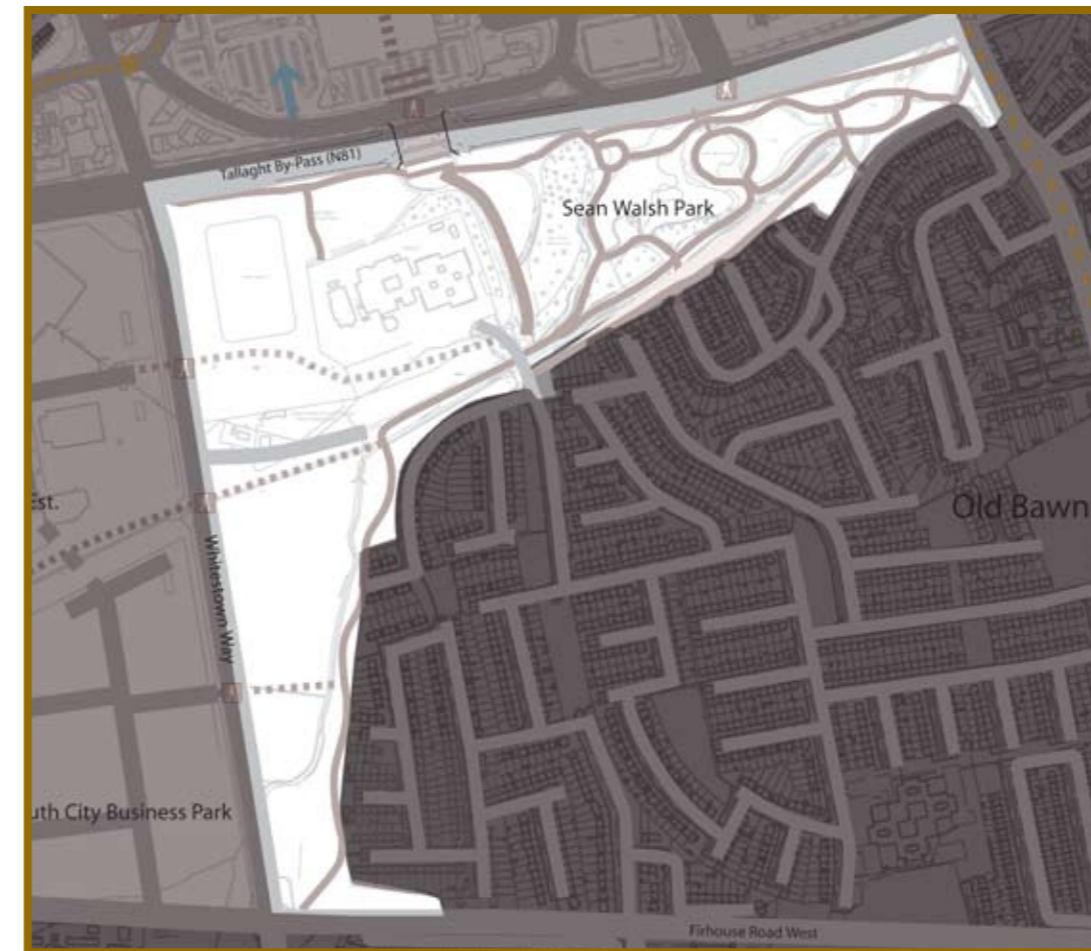 Tallaght By-Pass (N81)
Sean Walsh Park
Est.
Old Bawn
Whitestown Way
uth City Business Park
Firhouse Road West